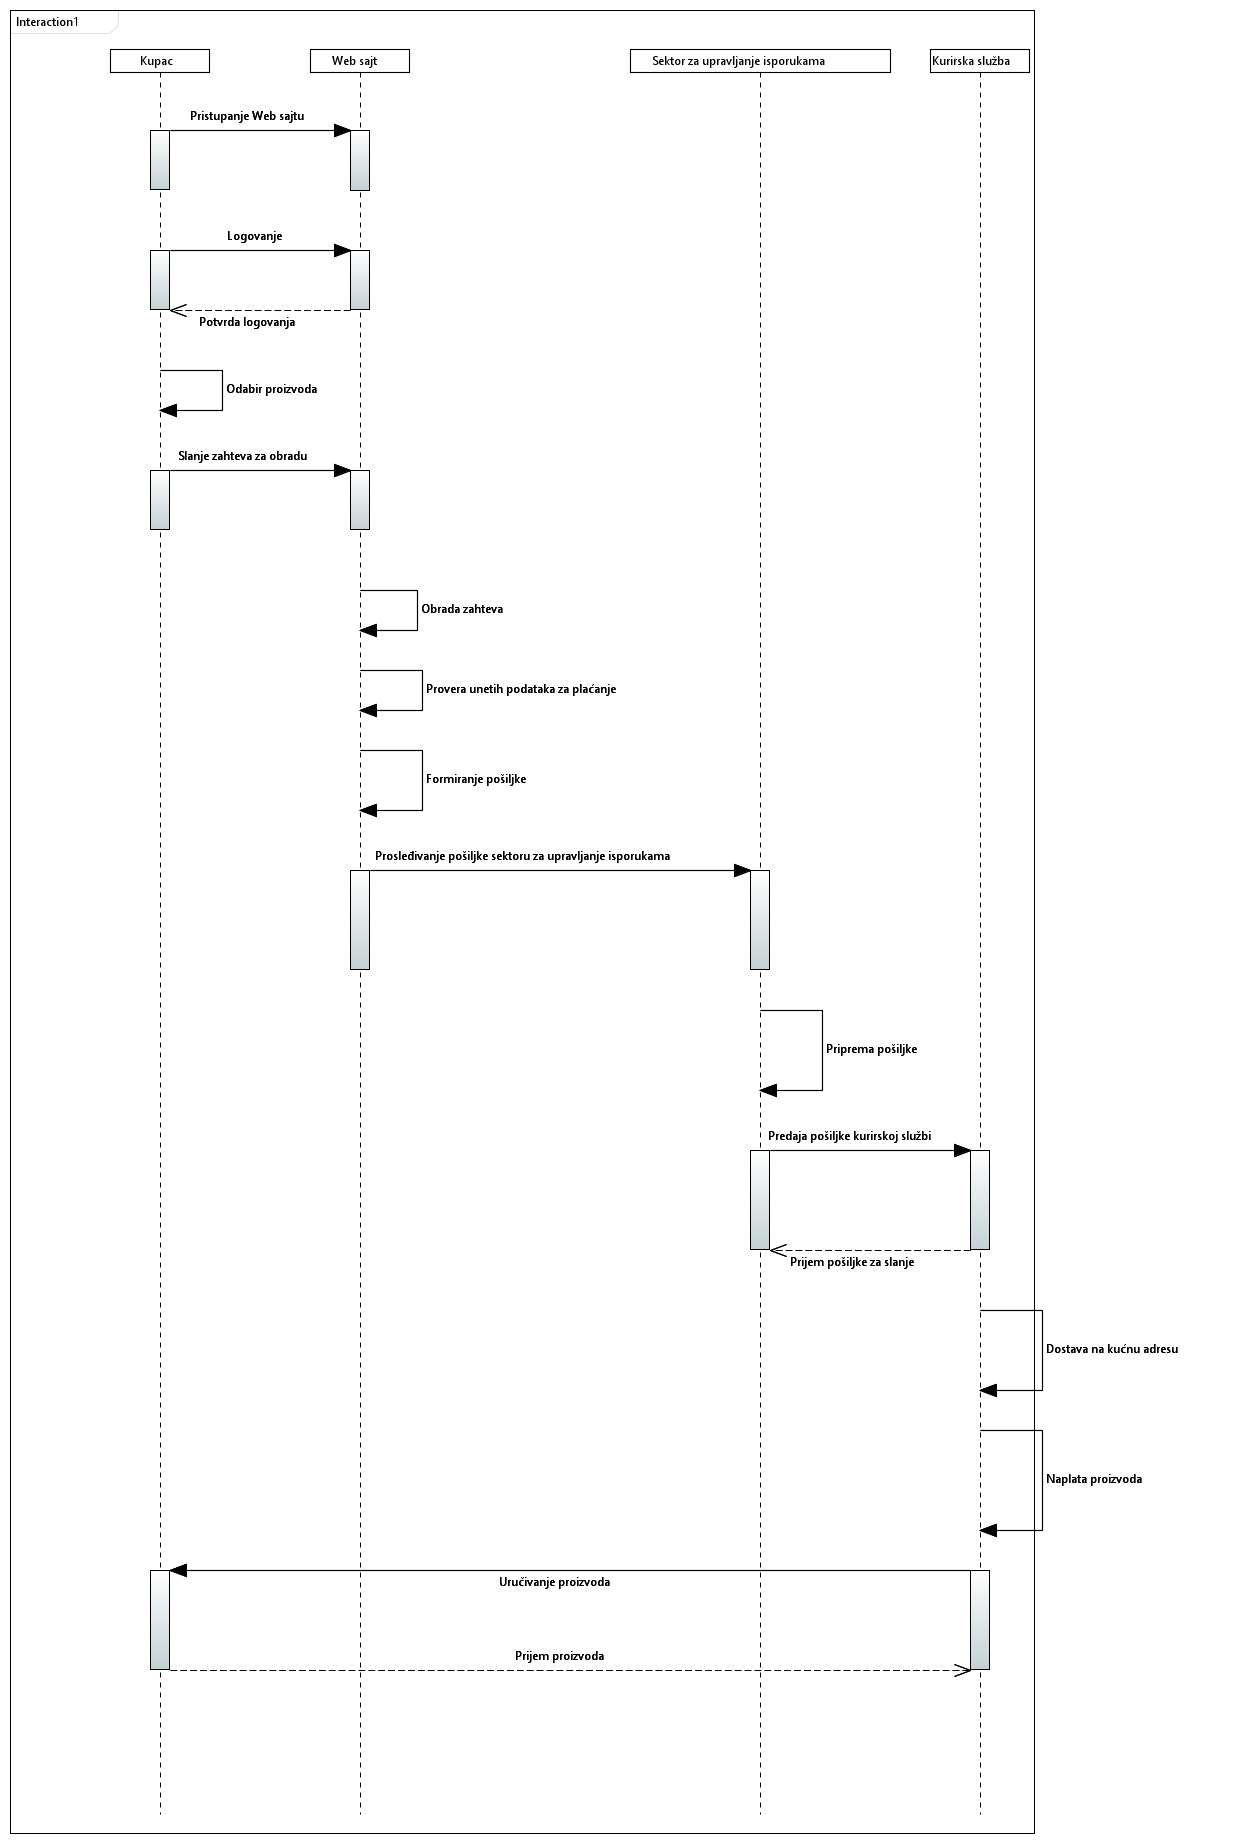 Interaction1
Kupac
Web sajt
Sektor za upravljanje isporukama
Kurirska služba
Pristupanje Web sajtu
Logovanje
Potvrda logovanja
Odabir proizvoda
Slanje zahteva za obradu
Obrada zahteva
Provera unetih podataka za plaćanje
Formiranje pošiljke
Prosleđivanje pošiljke sektoru za upravljanje isporukama
Priprema pošiljke
Predaja pošiljke kurirskoj službi
Prijem pošiljke za slanje
Dostava na kućnu adresu
Naplata proizvoda
Uručivanje proizvoda
Prijem proizvoda